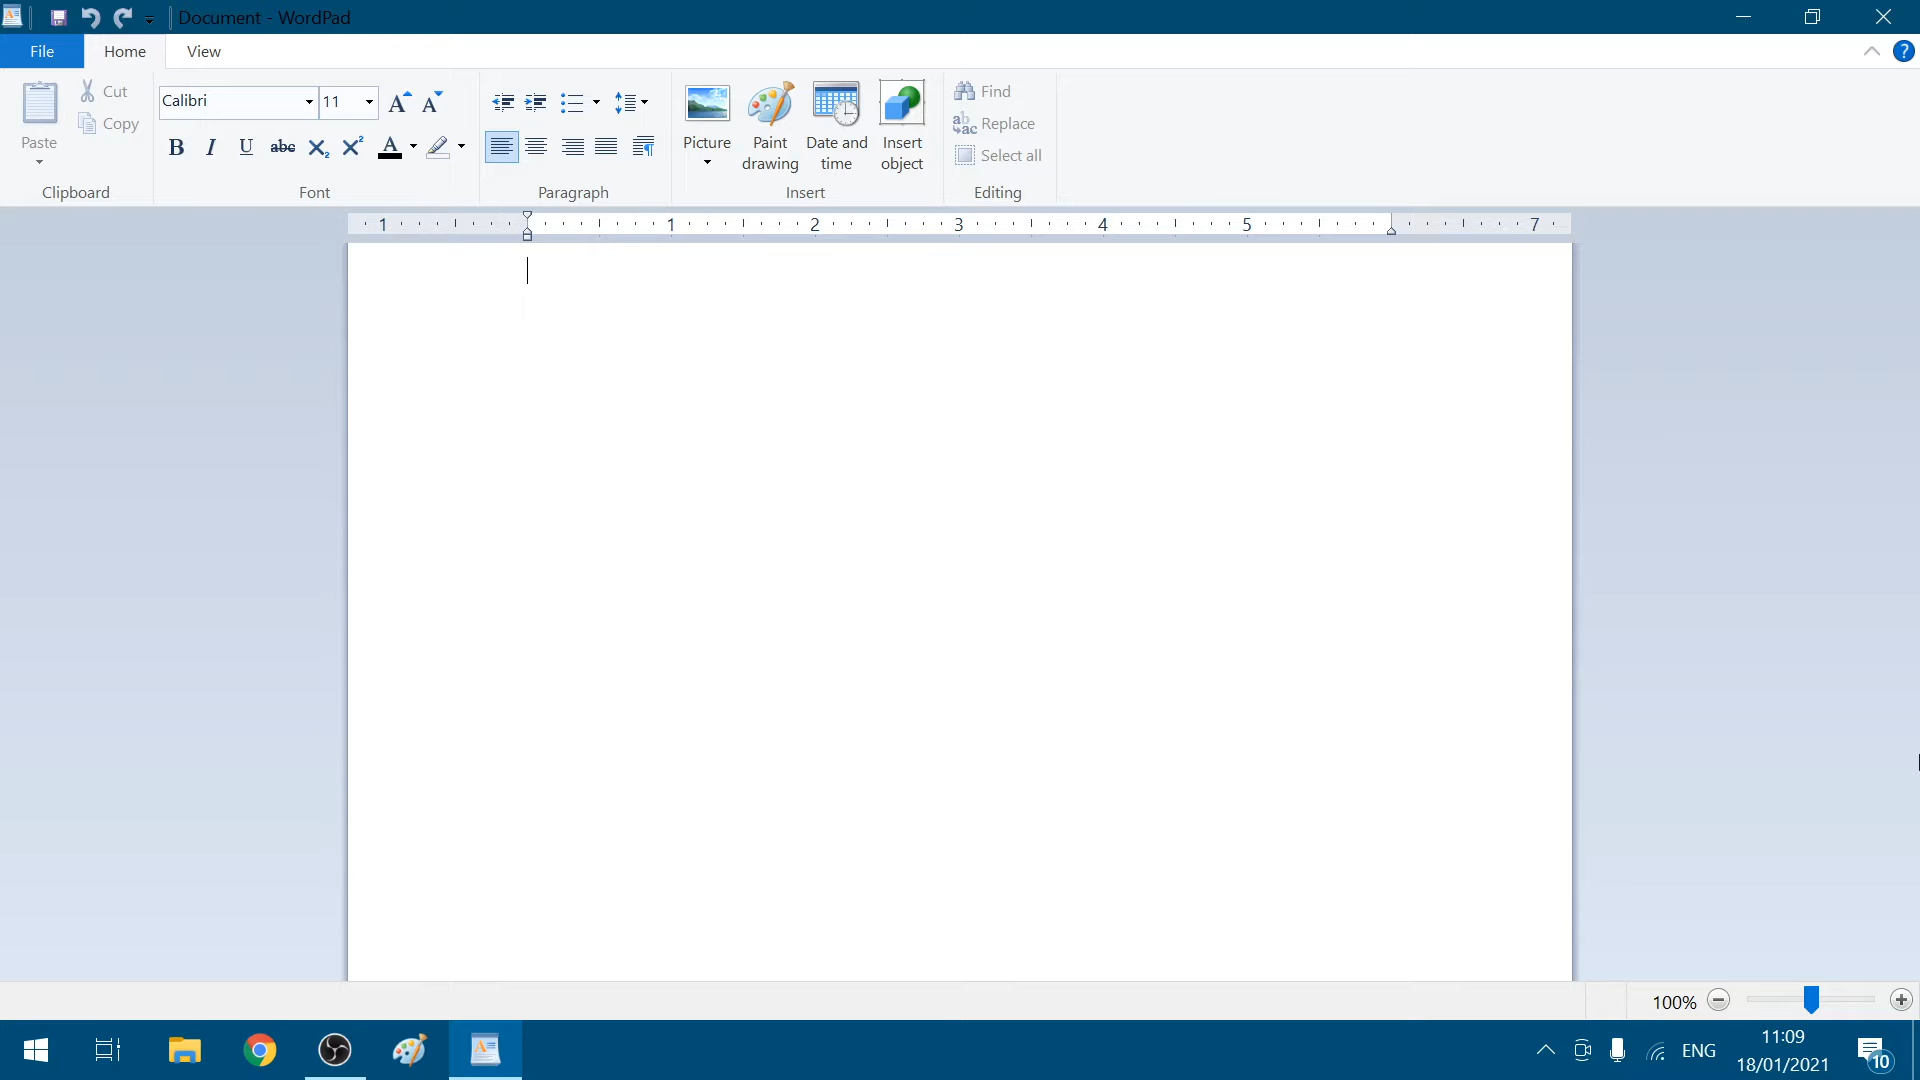 Document - WordPad
File Home View
Paste
Cut
Copy
Clipboard
Calibri 11
B I U abc X₂ X² A
Font
Paragraph
Picture
Paint drawing
Date and time
Insert object
Insert
Find
Replace
Select all
Editing
1 1 2 3 4 5 7
100%
ENG
11:09
18/01/2021
10